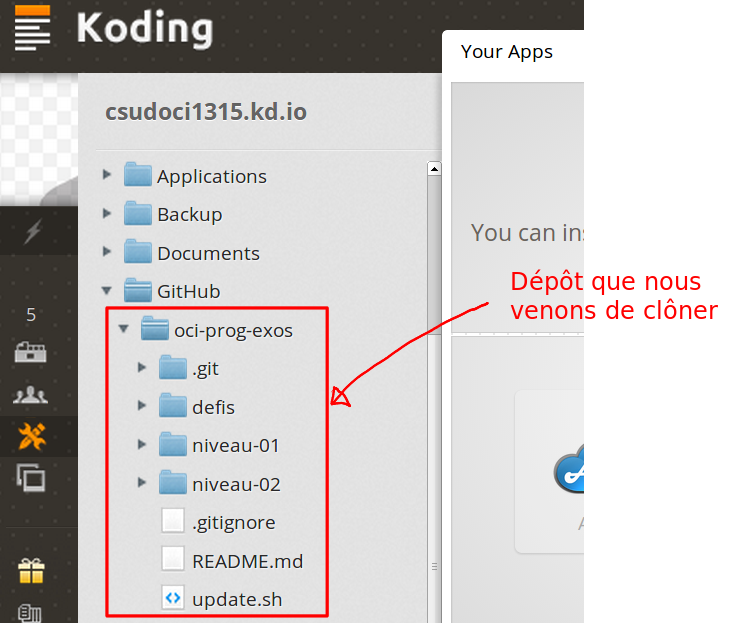 Koding
Your Apps
csudoci1315.kd.io
Applications
Backup
Documents
GitHub
oci-prog-exos
.git
defis
niveau-01
niveau-02
.gitignore
README.md
update.sh
5
You can ins
Dépôt que nous
venons de clôner
A